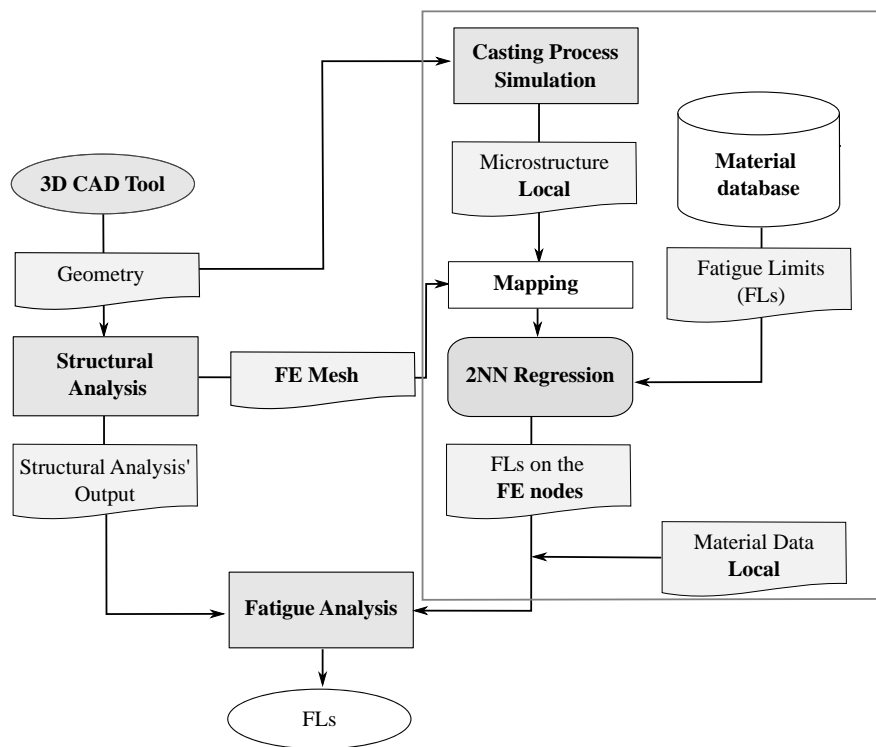 Casting Process
Simulation
Microstructure
Local
Material
database
3D CAD Tool
Geometry
Mapping
Fatigue Limits
(FLs)
Structural
Analysis
FE Mesh
2NN Regression
Structural Analysis'
Output
FLs on the
FE nodes
Material Data
Local
Fatigue Analysis
FLs